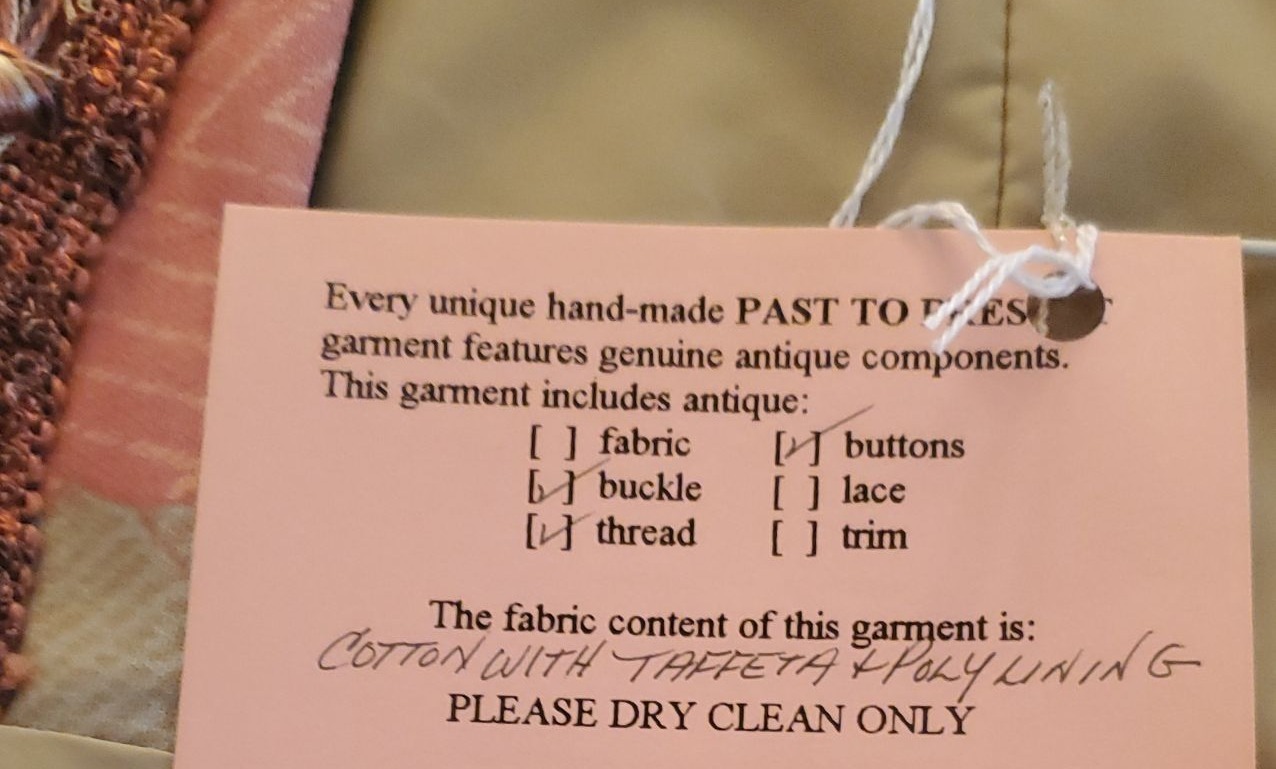 Every unique hand-made PAST TO PRESENT
garment features genuine antique components.
This garment includes antique:
[ ] fabric [✓] buttons
[✓] buckle [ ] lace
[✓] thread [ ] trim
The fabric content of this garment is:
COTTON WITH TAFFETA + POLY LINING
PLEASE DRY CLEAN ONLY